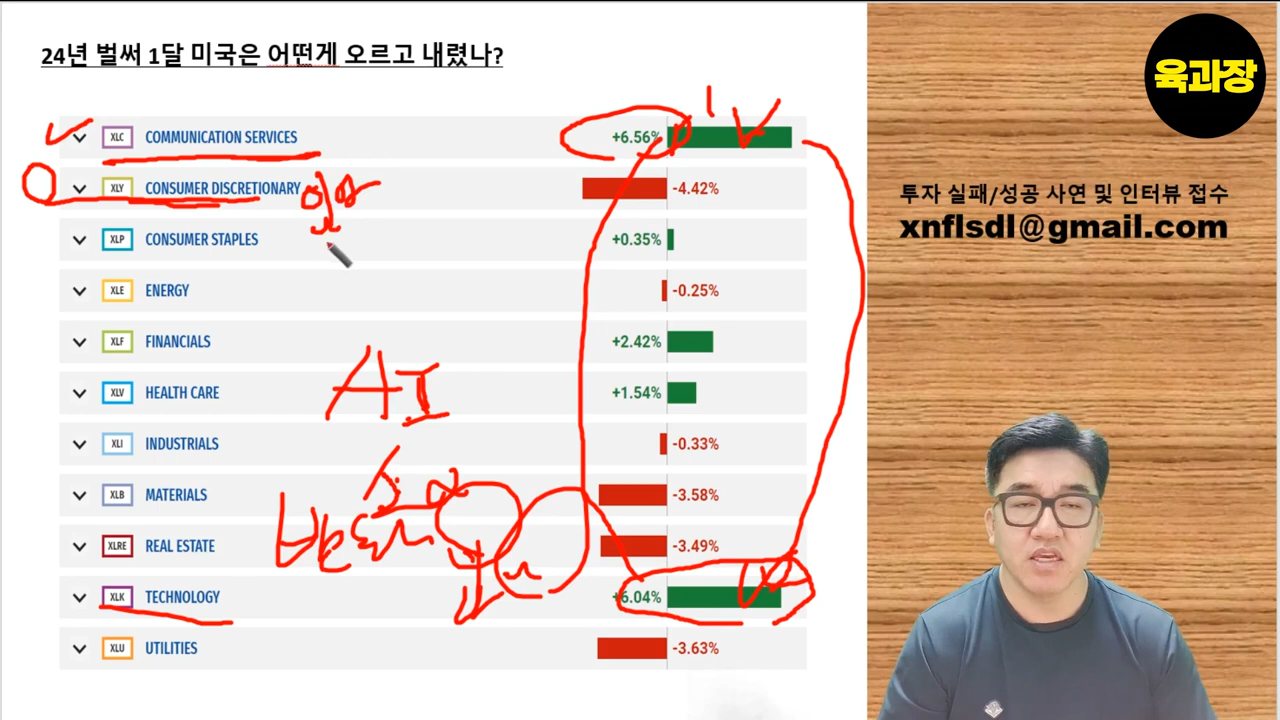 24년 벌써 1달 미국은 어떤게 오르고 내렸나?
육과장
XLC COMMUNICATION SERVICES +6.56%
XLY CONSUMER DISCRETIONARY -4.42%
XLP CONSUMER STAPLES +0.35%
XLE ENERGY -0.25%
XLF FINANCIALS +2.42%
XLV HEALTH CARE +1.54%
XLI INDUSTRIALS -0.33%
XLB MATERIALS -3.58%
XLRE REAL ESTATE -3.49%
XLK TECHNOLOGY +6.04%
XLU UTILITIES -3.63%
AI
투자 실패/성공 사연 및 인터뷰 접수
xnflsdl@gmail.com